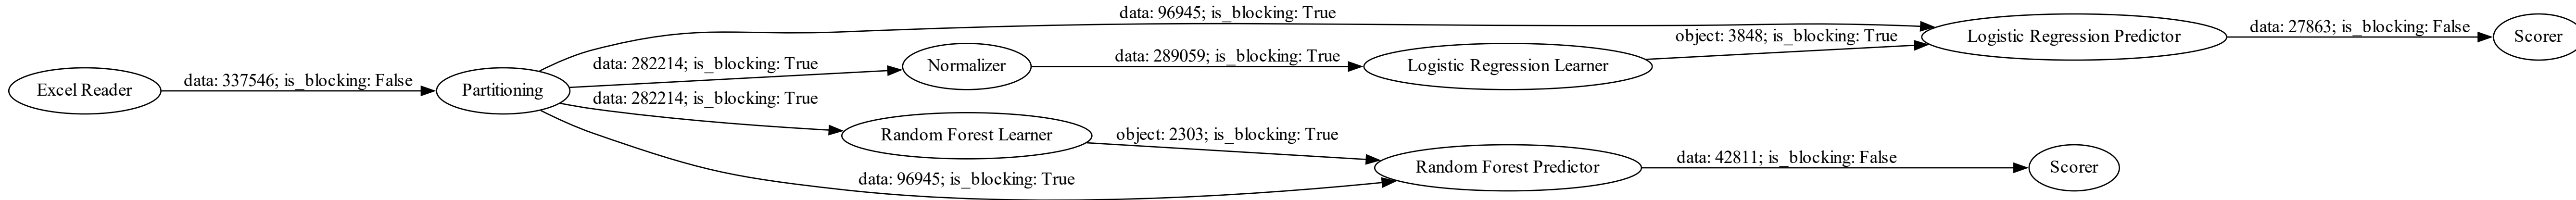 data: 96945; is_blocking: True
data: 27863; is_blocking: False
object: 3848; is_blocking: True
Logistic Regression Predictor
Scorer
data: 282214; is_blocking: True
data: 289059; is_blocking: True
Normalizer
Logistic Regression Learner
data: 337546; is_blocking: False
Excel Reader
Partitioning
data: 282214; is_blocking: True
Random Forest Learner
object: 2303; is_blocking: True
data: 42811; is_blocking: False
Random Forest Predictor
Scorer
data: 96945; is_blocking: True